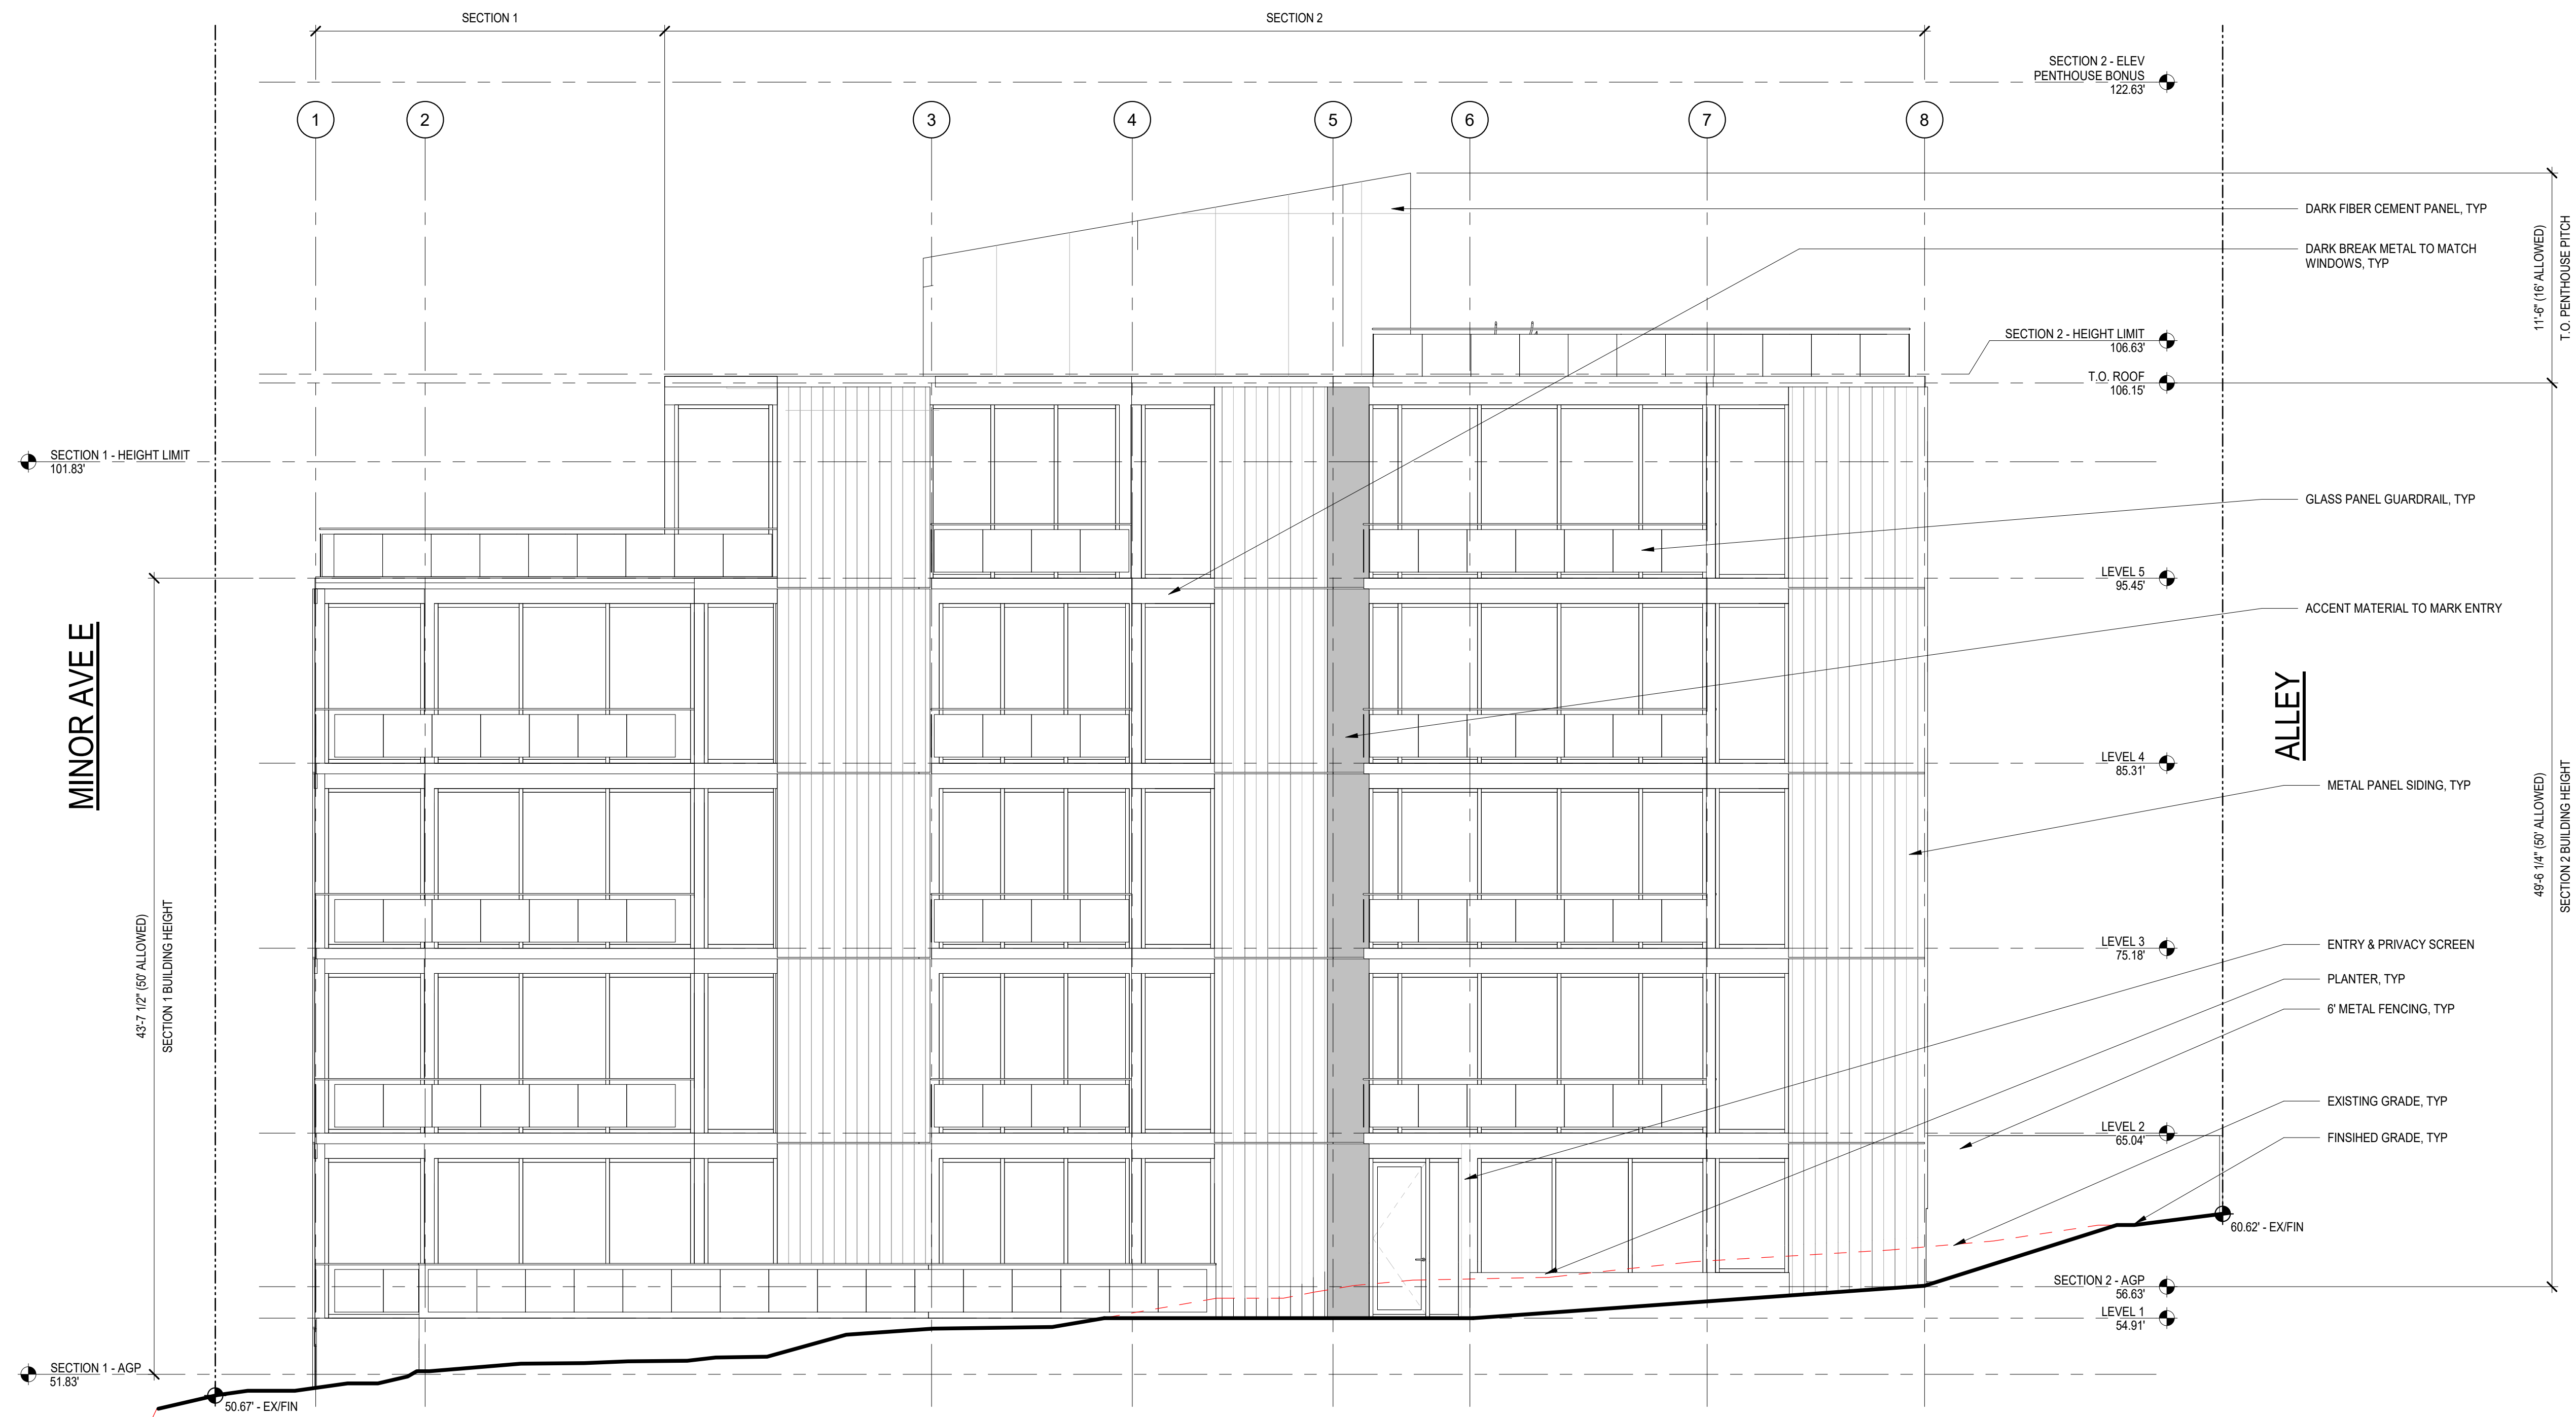 SECTION 1
SECTION 2
SECTION 2 - ELEV
PENTHOUSE BONUS
122.63'
1
2
3
4
5
6
7
8
DARK FIBER CEMENT PANEL, TYP
DARK BREAK METAL TO MATCH
WINDOWS, TYP
11'-6" (16' ALLOWED)
T.O. PENTHOUSE PITCH
SECTION 2 - HEIGHT LIMIT
106.63'
T.O. ROOF
106.15'
SECTION 1 - HEIGHT LIMIT
101.83'
GLASS PANEL GUARDRAIL, TYP
LEVEL 5
95.45'
ACCENT MATERIAL TO MARK ENTRY
MINOR AVE E
ALLEY
LEVEL 4
85.31'
METAL PANEL SIDING, TYP
49'-6 1/4" (50' ALLOWED)
SECTION 2 BUILDING HEIGHT
43'-7 1/2" (50' ALLOWED)
SECTION 1 BUILDING HEIGHT
LEVEL 3
75.18'
ENTRY & PRIVACY SCREEN
PLANTER, TYP
6' METAL FENCING, TYP
EXISTING GRADE, TYP
LEVEL 2
65.04'
FINSIHED GRADE, TYP
60.62' - EX/FIN
SECTION 2 - AGP
56.63'
LEVEL 1
54.91'
SECTION 1 - AGP
51.83'
50.67' - EX/FIN